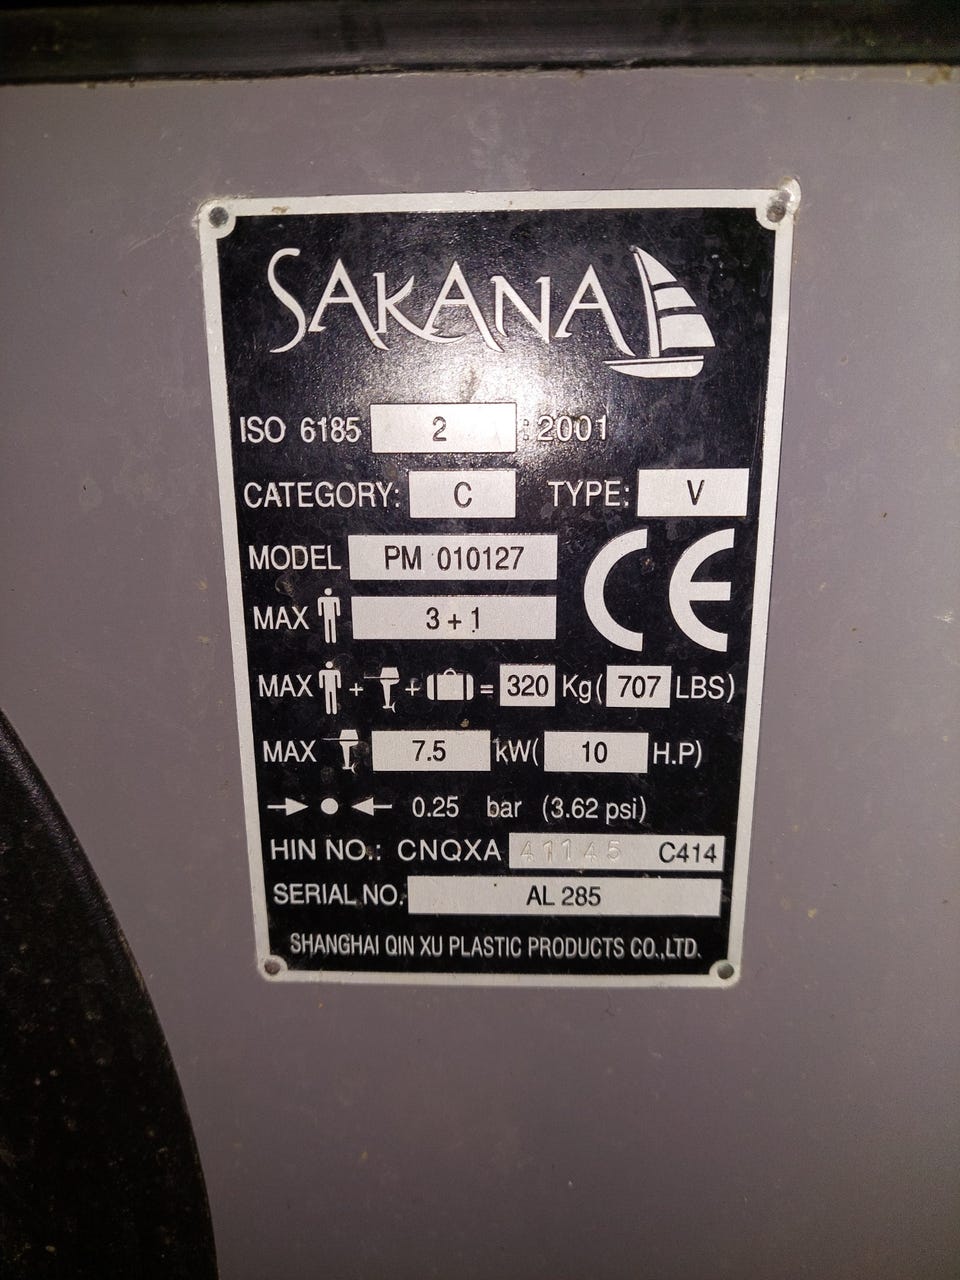 SAKANA
ISO 6185 2 :2001
CATEGORY: C TYPE: V
MODEL PM 010127 CE
MAX 3+1
MAX + + = 320 Kg( 707 LBS)
MAX 7.5 kW( 10 H.P)
0.25 bar (3.62 psi)
HIN NO.: CNQXA 41145 C414
SERIAL NO. AL 285
SHANGHAI QIN XU PLASTIC PRODUCTS CO.,LTD.